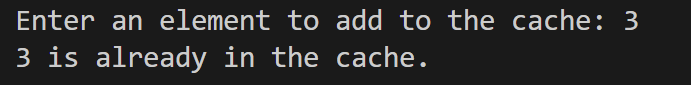 Enter an element to add to the cache: 3
3 is already in the cache.